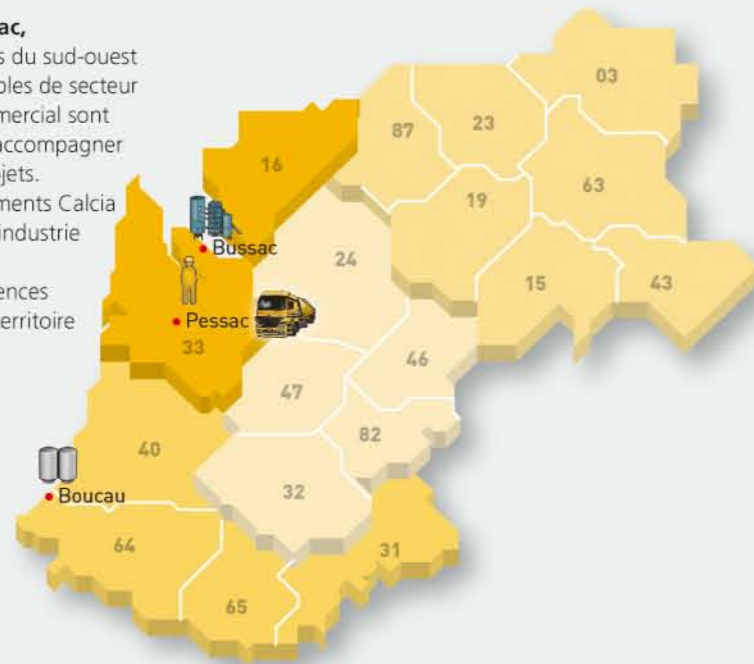 ac,
s du sud-ouest
bles de secteur
mercial sont
accompagner
jets.
ments Calcia
industrie
ences
territoire
03
87
23
16
63
19
Bussac
24
15
43
Pessac
33
46
47
82
40
32
Boucau
64
31
65